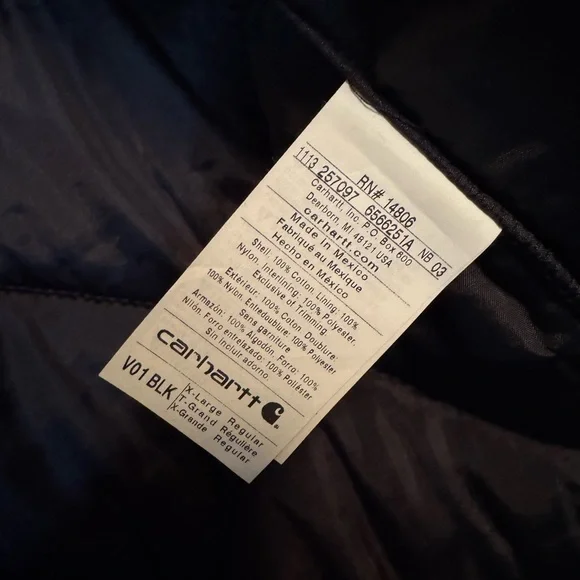 RN# 14806
1113 257097 6566251A NB 03
Carhartt, Inc. P.O Box 600
Dearborn, MI 48121 USA
carhartt.com
Made In Mexico
Fabriqué au Mexique
Hecho en México
Shell: 100% Cotton, Lining: 100%
Nylon, Interlining: 100% Polyester,
Exclusive of Trimming.
Extérieur: 100% Coton. Doublure:
100% Nylon. Entredoublure: 100% Polyester.
Sans garniture
Armazón: 100% Algodón. Forro: 100%
Nilón. Forro entrelazado: 100% Poliéster
Sin incluir adorno.
carhartt
V01 BLK
X-Large Regular
T-Grand Régulière
X-Grande Regular